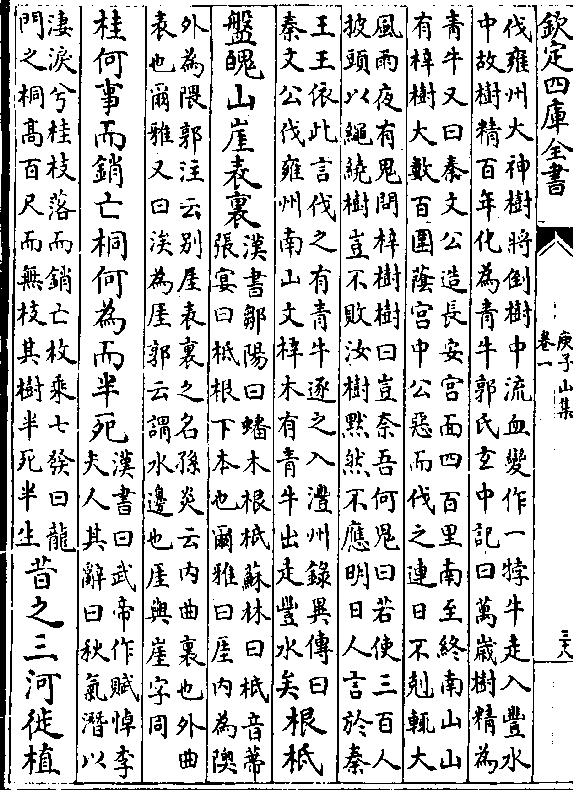 欽定四庫全書
庾子山集
卷一
伐雍州大神樹將倒樹中流血變作一牸牛走入豐水
中故樹精百年化為青牛郭氏玄中記曰萬歲樹精為
青牛又曰秦文公造長安宮面四百里南至終南山山
有梓樹大數百圍蔭宮中公惡而伐之連日不剋輒大
風雨夜有鬼問梓樹樹曰豈奈吾何鬼曰若使三百人
披頭以繩繞樹豈不敗汝樹黙然不應明日人言於秦
王王依此言伐之有青牛逐之入澧州錄異傳曰
秦文公伐雍州南山文梓木有青牛出走豐水矣
根柢
盤魄山崖表裏
漢書鄒陽曰蟠木根柢蘇林曰柢音蔕
張宴曰柢根下本也爾雅曰厓内為隩
外為隈郭注云别厓表裏之名孫炎云内曲裏也外曲
表也爾雅又曰涘為厓郭云謂水邊也厓與崖字同
桂何事而銷亡桐何為而半死
漢書曰武帝作賦悼李
夫人其辭曰秋氣潛以
淒淚兮桂枝落而銷亡枚乘七發曰龍
門之桐髙百尺而無枝其樹半死半生
昔之三河徙植